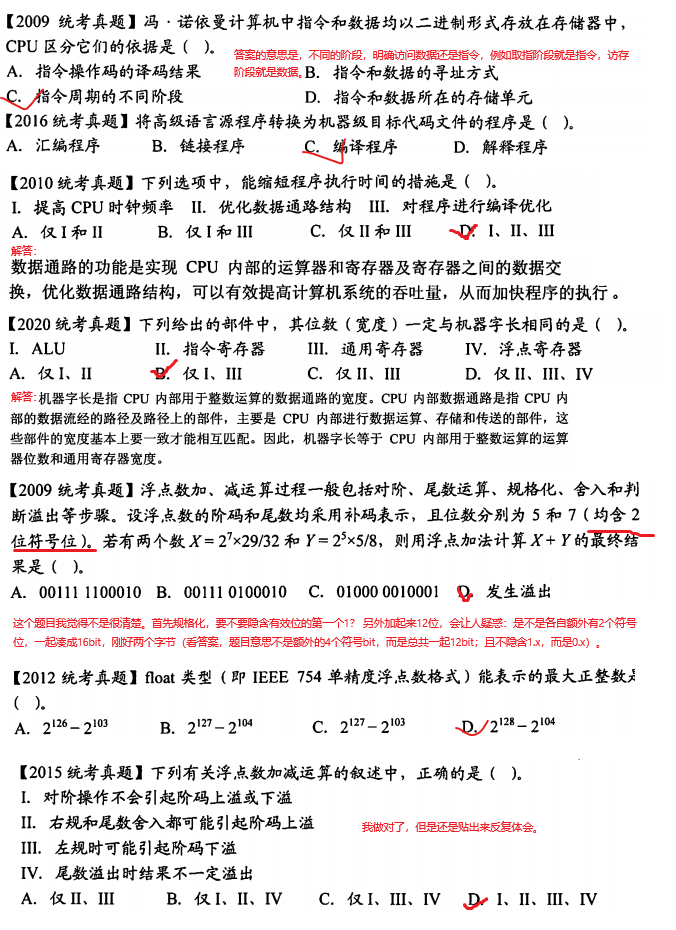 【2009 统考真题】冯·诺依曼计算机中指令和数据均以二进制形式存放在存储器中，
CPU 区分它们的依据是（ ）。
答案的意思是，不同的阶段，明确访问数据还是指令，例如取指阶段就是指令，访存
阶段就是数据。
A. 指令操作码的译码结果 B. 指令和数据的寻址方式
C. 指令周期的不同阶段 D. 指令和数据所在的存储单元
【2016 统考真题】将高级语言源程序转换为机器级目标代码文件的程序是（ ）。
A. 汇编程序 B. 链接程序 C. 编译程序 D. 解释程序
【2010 统考真题】下列选项中，能缩短程序执行时间的措施是（ ）。
I. 提高 CPU 时钟频率 II. 优化数据通路结构 III. 对程序进行编译优化
A. 仅 I 和 II B. 仅 I 和 III C. 仅 II 和 III D. I、II、III
解答:
数据通路的功能是实现 CPU 内部的运算器和寄存器及寄存器之间的数据交
换，优化数据通路结构，可以有效提高计算机系统的吞吐量，从而加快程序的执行。
【2020 统考真题】下列给出的部件中，其位数（宽度）一定与机器字长相同的是（ ）。
I. ALU II. 指令寄存器 III. 通用寄存器 IV. 浮点寄存器
A. 仅 I、II B. 仅 I、III C. 仅 II、III D. 仅 II、III、IV
解答: 机器字长是指 CPU 内部用于整数运算的数据通路的宽度。CPU 内部数据通路是指 CPU 内
部的数据流经的路径及路径上的部件，主要是 CPU 内部进行数据运算、存储和传送的部件，这
些部件的宽度基本上要一致才能相互匹配。因此，机器字长等于 CPU 内部用于整数运算的运算
器位数和通用寄存器宽度。
【2009 统考真题】浮点数加、减运算过程一般包括对阶、尾数运算、规格化、舍入和判
断溢出等步骤。设浮点数的阶码和尾数均采用补码表示，且位数分别为 5 和 7（均含 2
位符号位）。若有两个数 X = 2⁷×29/32 和 Y = 2⁵×5/8，则用浮点加法计算 X + Y 的最终结
果是（ ）。
A. 00111 1100010 B. 00111 0100010 C. 01000 0010001 D. 发生溢出
这个题目我觉得不是很清楚。首先规格化，要不要隐含有效位的第一个1？ 另外加起来12位，会让人疑惑：是不是各自额外有2个符号
位，一起凑成16bit，刚好两个字节（看答案，题目意思不是额外的4个符号bit，而是总共一起12bit；且不隐含1.x，而是0.x）。
【2012 统考真题】float 类型（即 IEEE 754 单精度浮点数格式）能表示的最大正整数是
（ ）。
A. 2¹²⁶ − 2¹⁰³ B. 2¹²⁷ − 2¹⁰⁴ C. 2¹²⁷ − 2¹⁰³ D. 2¹²⁸ − 2¹⁰⁴
【2015 统考真题】下列有关浮点数加减运算的叙述中，正确的是（ ）。
I. 对阶操作不会引起阶码上溢或下溢
II. 右规和尾数舍入都可能引起阶码上溢
我做对了，但是还是贴出来反复体会。
III. 左规时可能引起阶码下溢
IV. 尾数溢出时结果不一定溢出
A. 仅 II、III B. 仅 I、II、IV C. 仅 I、III、IV D. I、II、III、IV